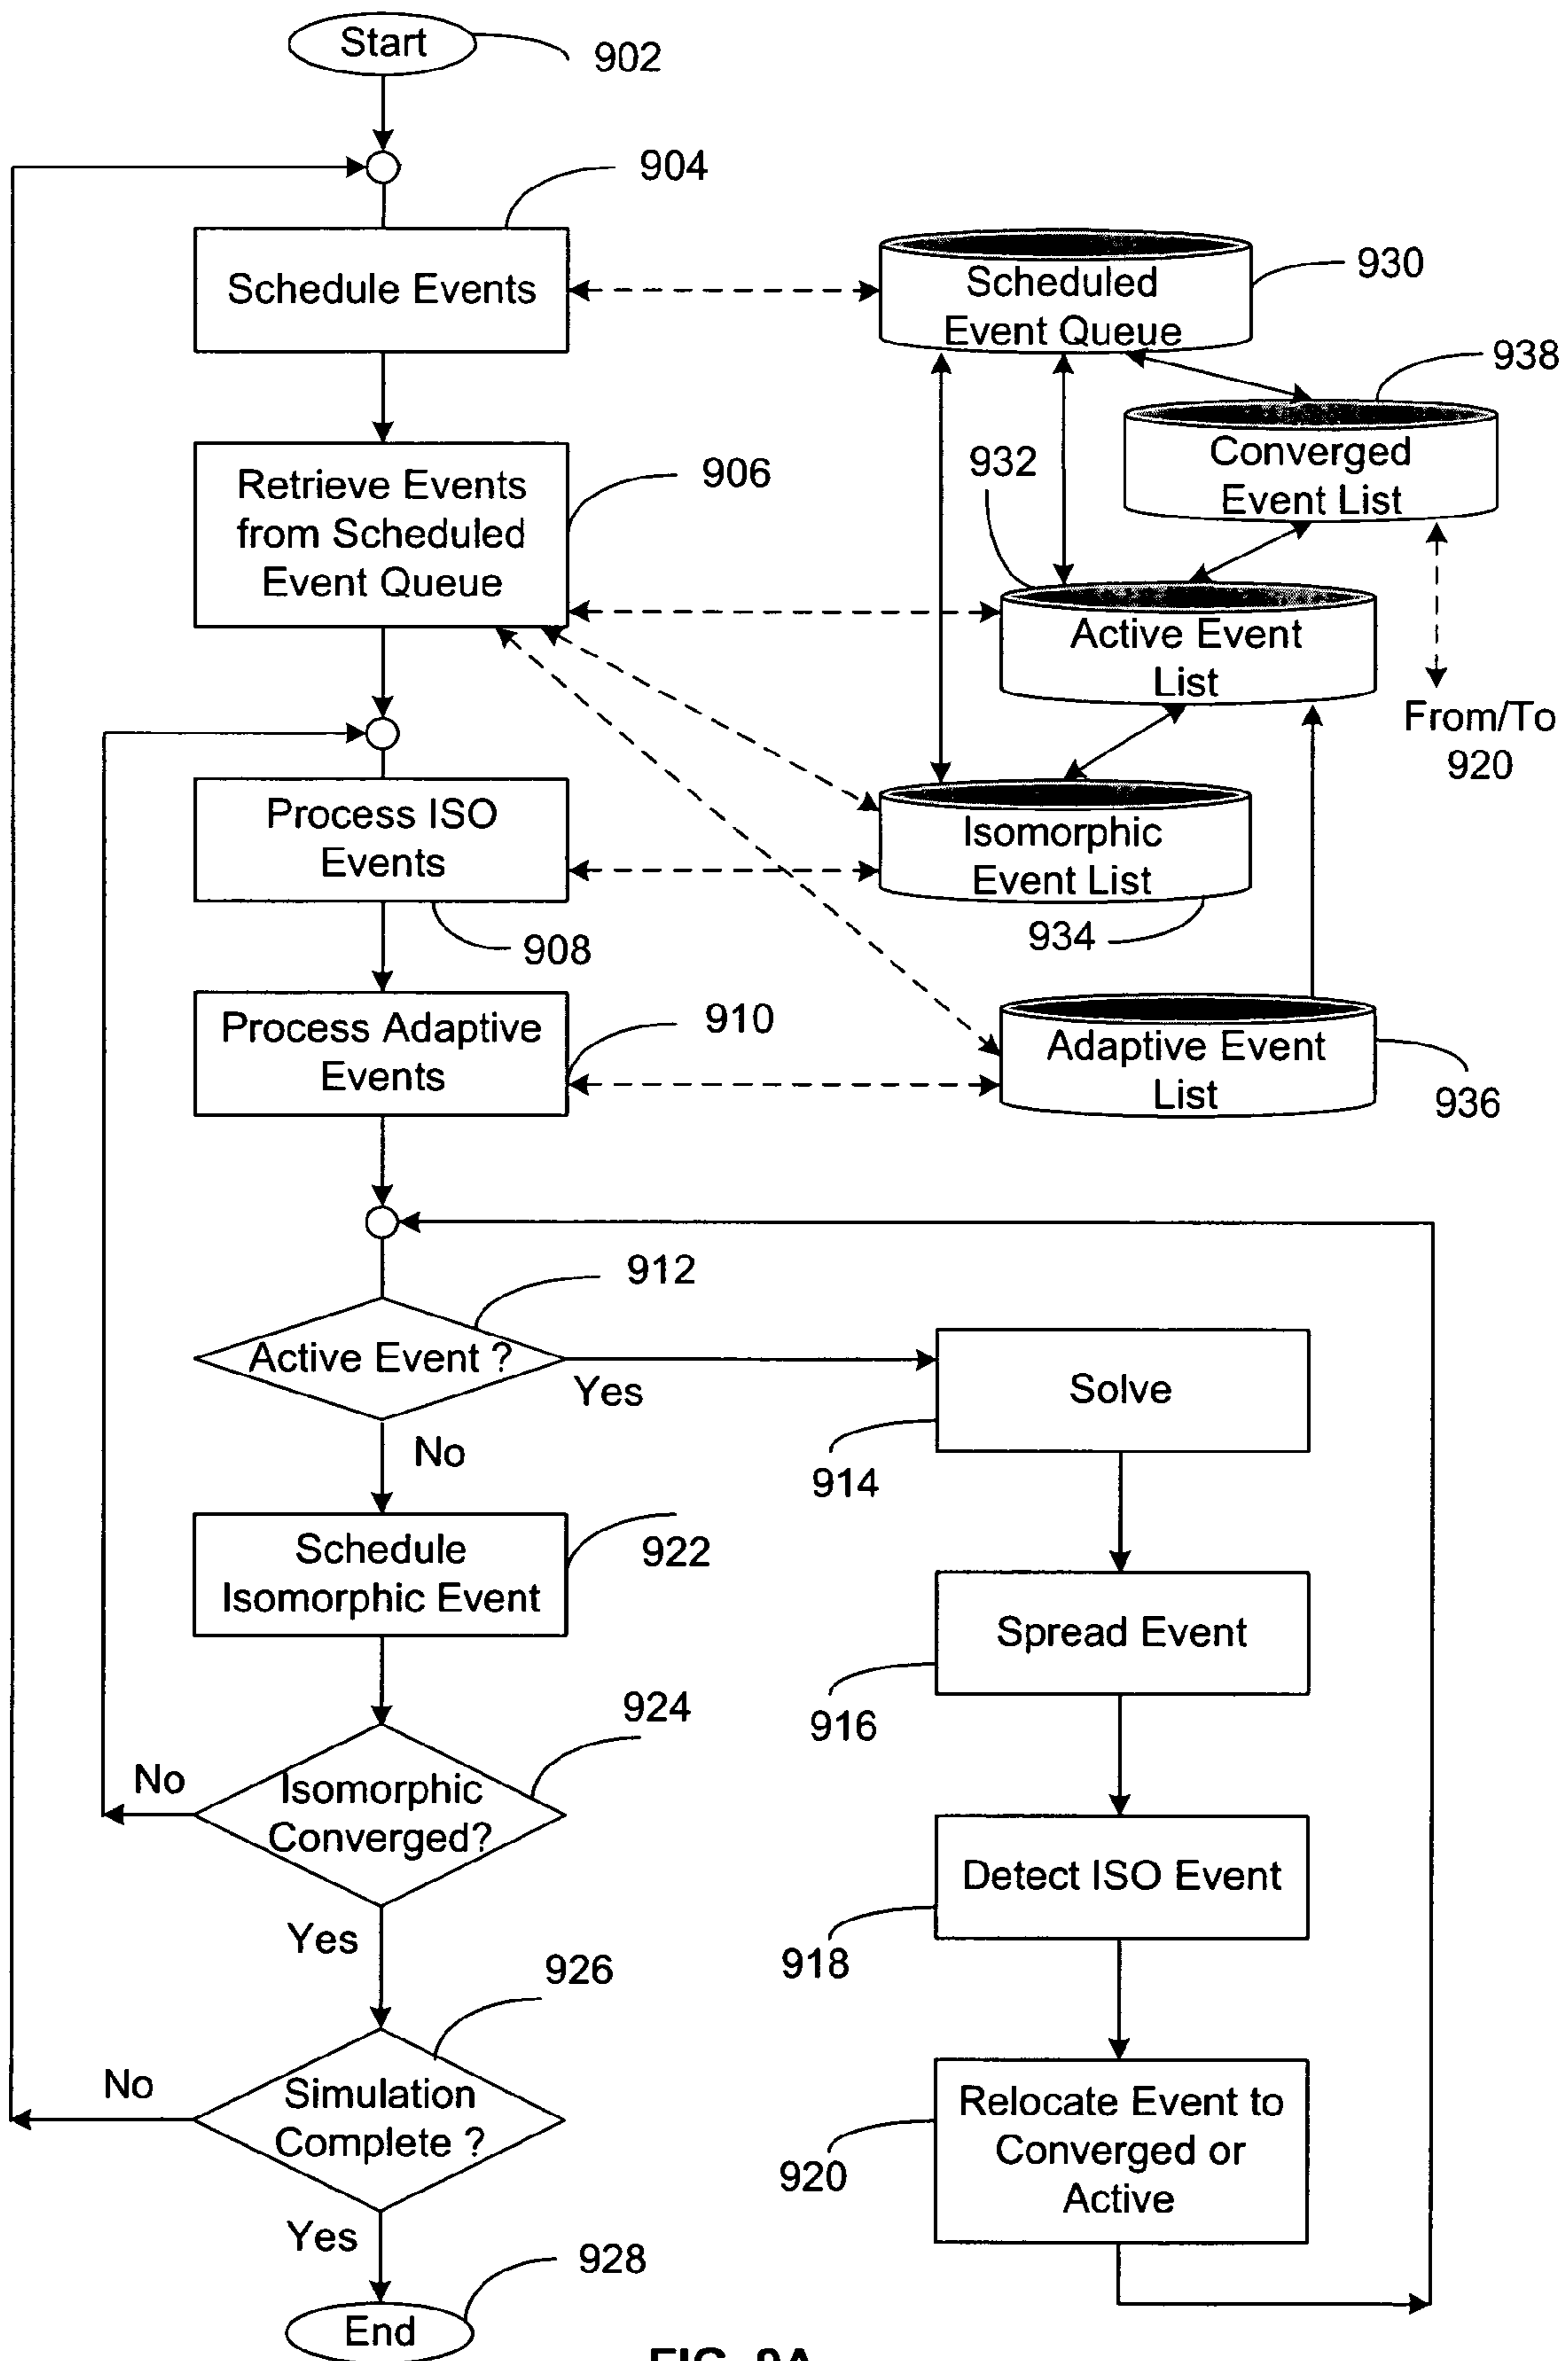 Start
902
904
Schedule Events
Scheduled
Event Queue
930
938
Converged
Event List
932
Retrieve Events
from Scheduled
Event Queue
906
Active Event
List
From/To
920
Process ISO
Events
908
Isomorphic
Event List
934
Process Adaptive
Events
910
Adaptive Event
List
936
912
Active Event ?
Yes
No
Solve
914
Schedule
Isomorphic Event
922
Spread Event
916
924
Isomorphic
Converged?
No
Yes
Detect ISO Event
918
926
Simulation
Complete ?
No
Yes
Relocate Event to
Converged or
Active
920
928
End
FIG. 9A